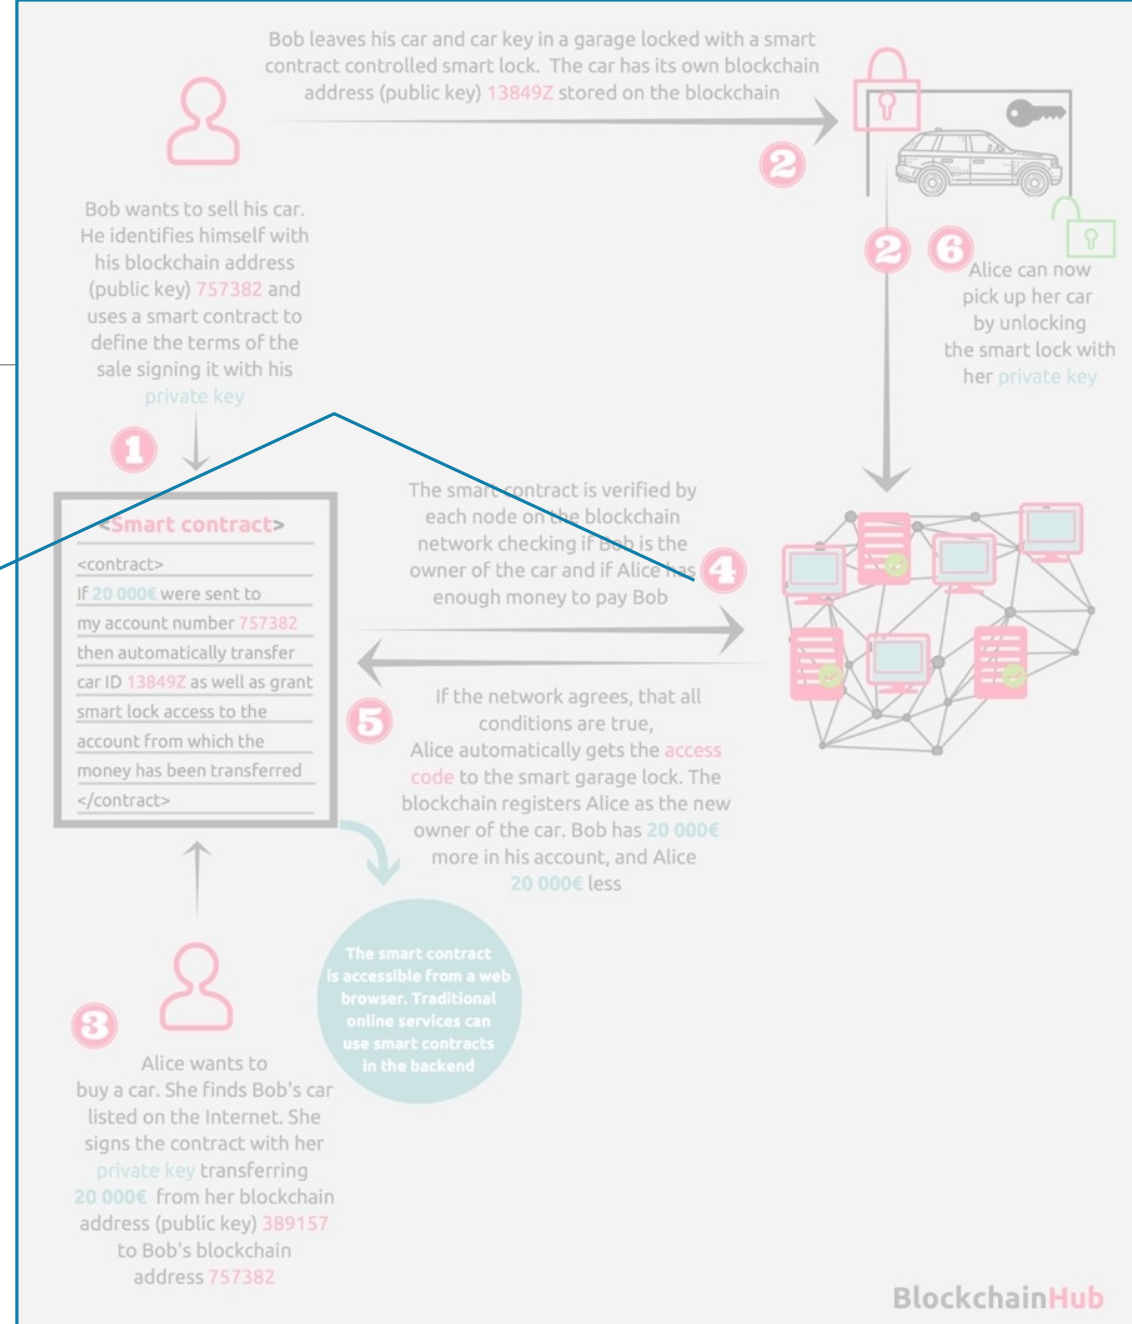 Bob leaves his car and car key in a garage locked with a smart
contract controlled smart lock. The car has its own blockchain
address (public key) 13849Z stored on the blockchain
2
Bob wants to sell his car.
He identifies himself with
his blockchain address
(public key) 757382 and
uses a smart contract to
define the terms of the
sale signing it with his
private key
1
2
6
Alice can now
pick up her car
by unlocking
the smart lock with
her private key
<Smart contract>
<contract>
If 20 000€ were sent to
my account number 757382
then automatically transfer
car ID 13849Z as well as grant
smart lock access to the
account from which the
money has been transferred
</contract>
The smart contract is verified by
each node on the blockchain
network checking if Bob is the
owner of the car and if Alice has
enough money to pay Bob
4
5
If the network agrees, that all
conditions are true,
Alice automatically gets the access
code to the smart garage lock. The
blockchain registers Alice as the new
owner of the car. Bob has 20 000€
more in his account, and Alice
20 000€ less
The smart contract
is accessible from a web
browser. Traditional
online services can
use smart contracts
in the backend
3
Alice wants to
buy a car. She finds Bob's car
listed on the Internet. She
signs the contract with her
private key transferring
20 000€ from her blockchain
address (public key) 389157
to Bob's blockchain
address 757382
BlockchainHub